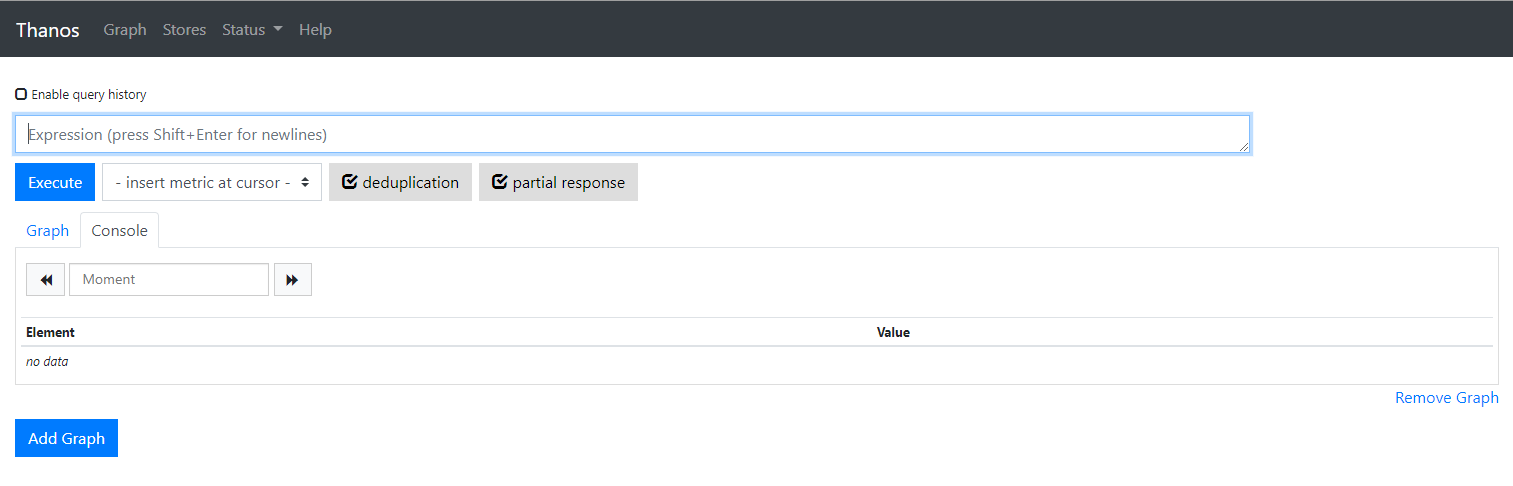 Thanos Graph Stores Status Help
Enable query history
Expression (press Shift+Enter for newlines)
Execute - insert metric at cursor - deduplication partial response
Graph Console
Moment
Element Value
no data
Remove Graph
Add Graph